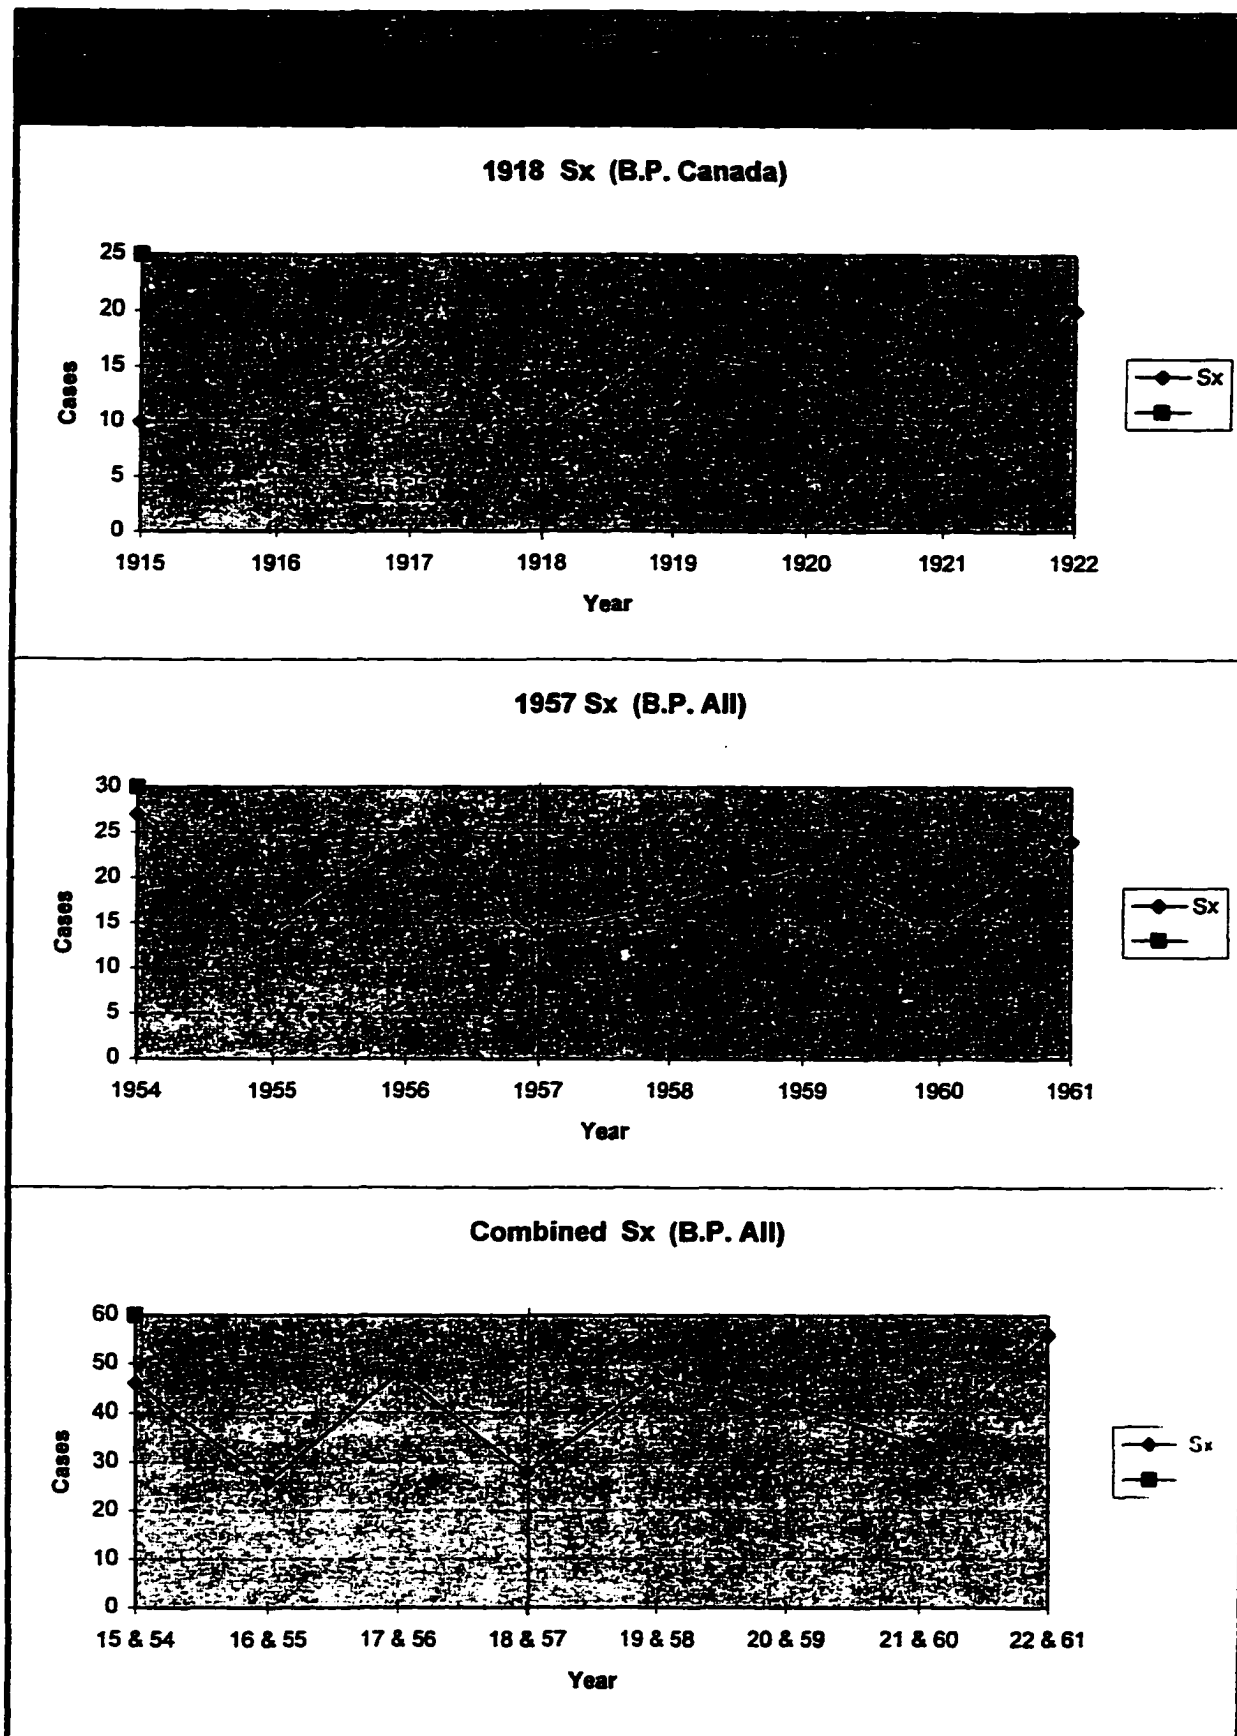 1918 Sx (B.P. Canada)
25
20
15
10
5
0
Cases
1915 1916 1917 1918 1919 1920 1921 1922
Year
Sx
1957 Sx (B.P. All)
30
25
20
15
10
5
0
Cases
1954 1955 1956 1957 1958 1959 1960 1961
Year
Sx
Combined Sx (B.P. All)
60
50
40
30
20
10
0
Cases
15 & 54 16 & 55 17 & 56 18 & 57 19 & 58 20 & 59 21 & 60 22 & 61
Year
Sx